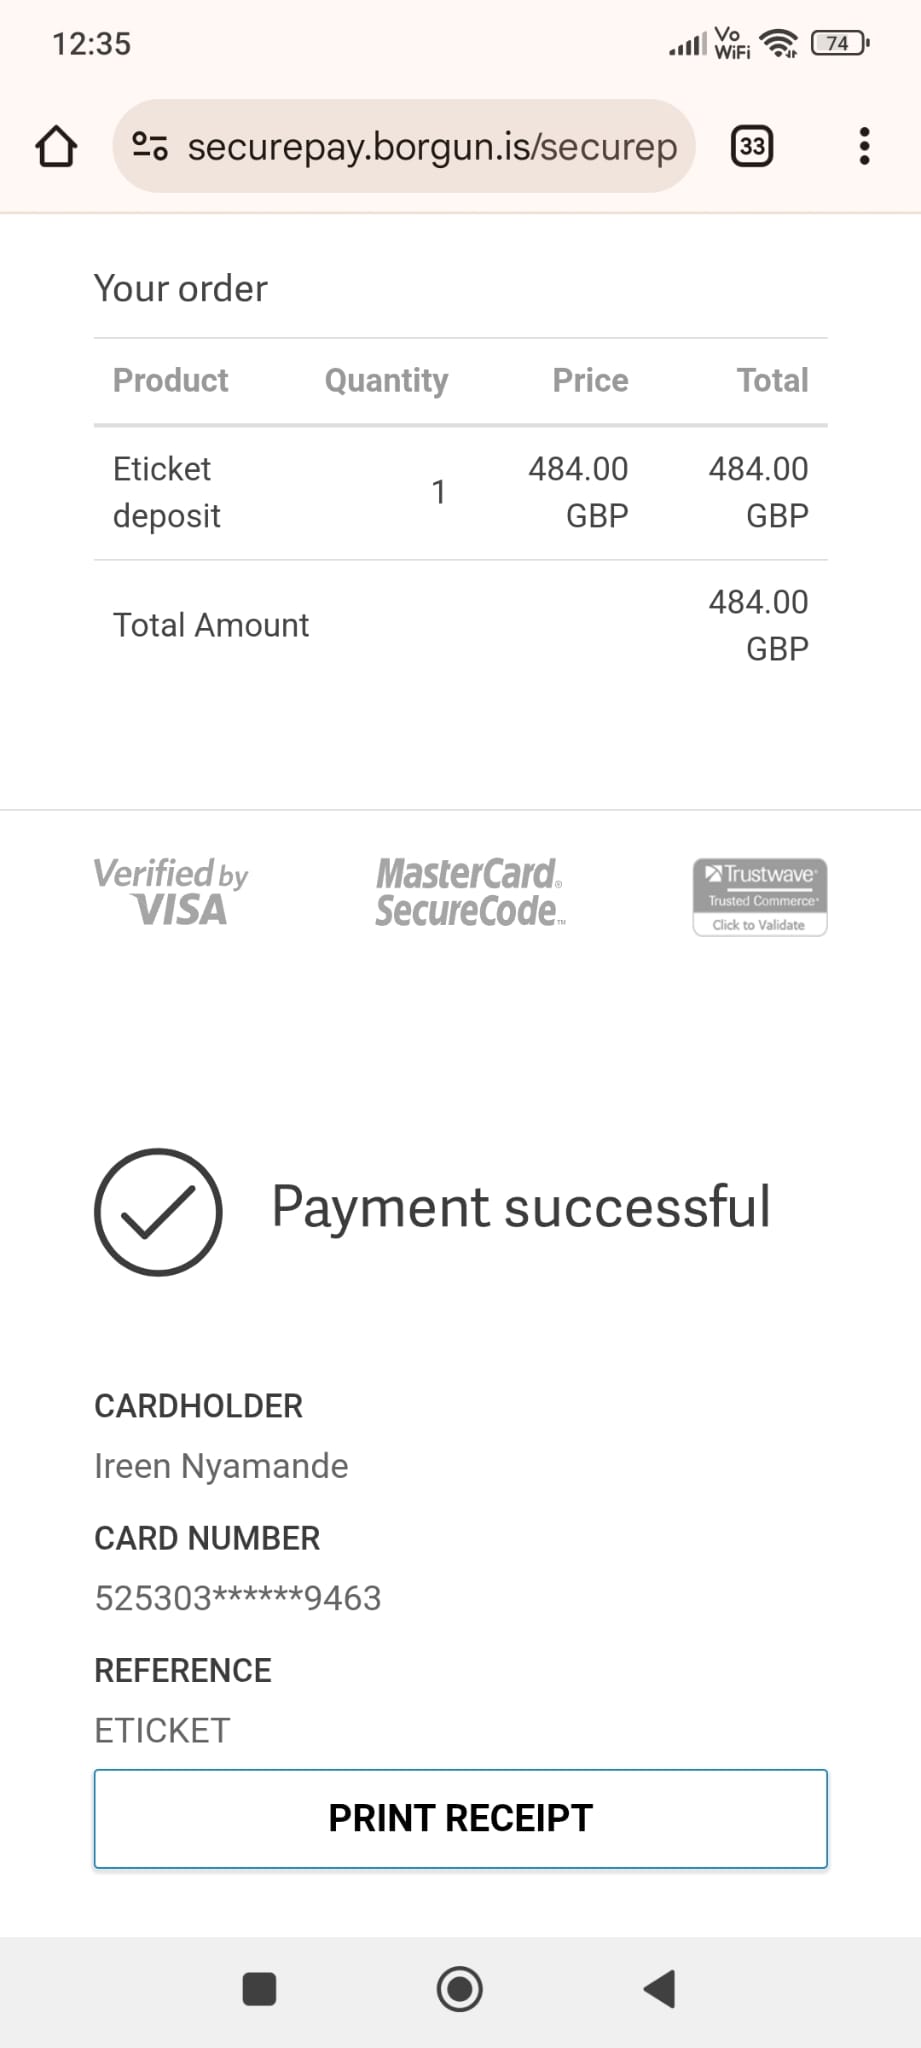 12:35
Vo
WiFi
74
securepay.borgun.is/securep
33
Your order
Product Quantity Price Total
Eticket deposit 1 484.00 GBP 484.00 GBP
Total Amount 484.00 GBP
Verified by
VISA
MasterCard®
SecureCode™
Trustwave®
Trusted Commerce®
Click to Validate
Payment successful
CARDHOLDER
Ireen Nyamande
CARD NUMBER
525303******9463
REFERENCE
ETICKET
PRINT RECEIPT